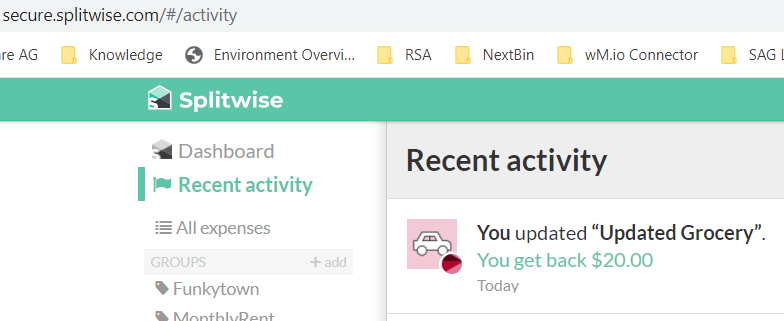 secure.splitwise.com/#/activity
re AG Knowledge Environment Overvi... RSA NextBin wM.io Connector SAG L
Splitwise
Dashboard
Recent activity
All expenses
GROUPS + add
Funkytown
MonthlyRent
Recent activity
You updated “Updated Grocery”.
You get back $20.00
Today